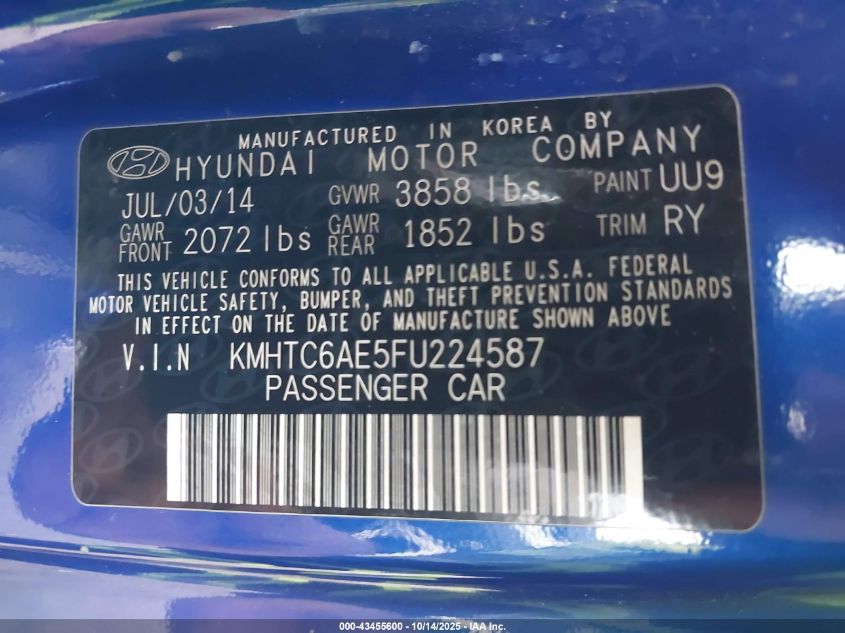 MANUFACTURED IN KOREA BY
HYUNDAI MOTOR COMPANY
JUL/03/14 GVWR 3858 lbs PAINT UU9
GAWR FRONT 2072 lbs GAWR REAR 1852 lbs TRIM RY
THIS VEHICLE CONFORMS TO ALL APPLICABLE U.S.A. FEDERAL
MOTOR VEHICLE SAFETY, BUMPER, AND THEFT PREVENTION STANDARDS
IN EFFECT ON THE DATE OF MANUFACTURE SHOWN ABOVE
V.I.N KMHTC6AE5FU224587
PASSENGER CAR
000-43455600 - 10/14/2025 - IAA Inc.